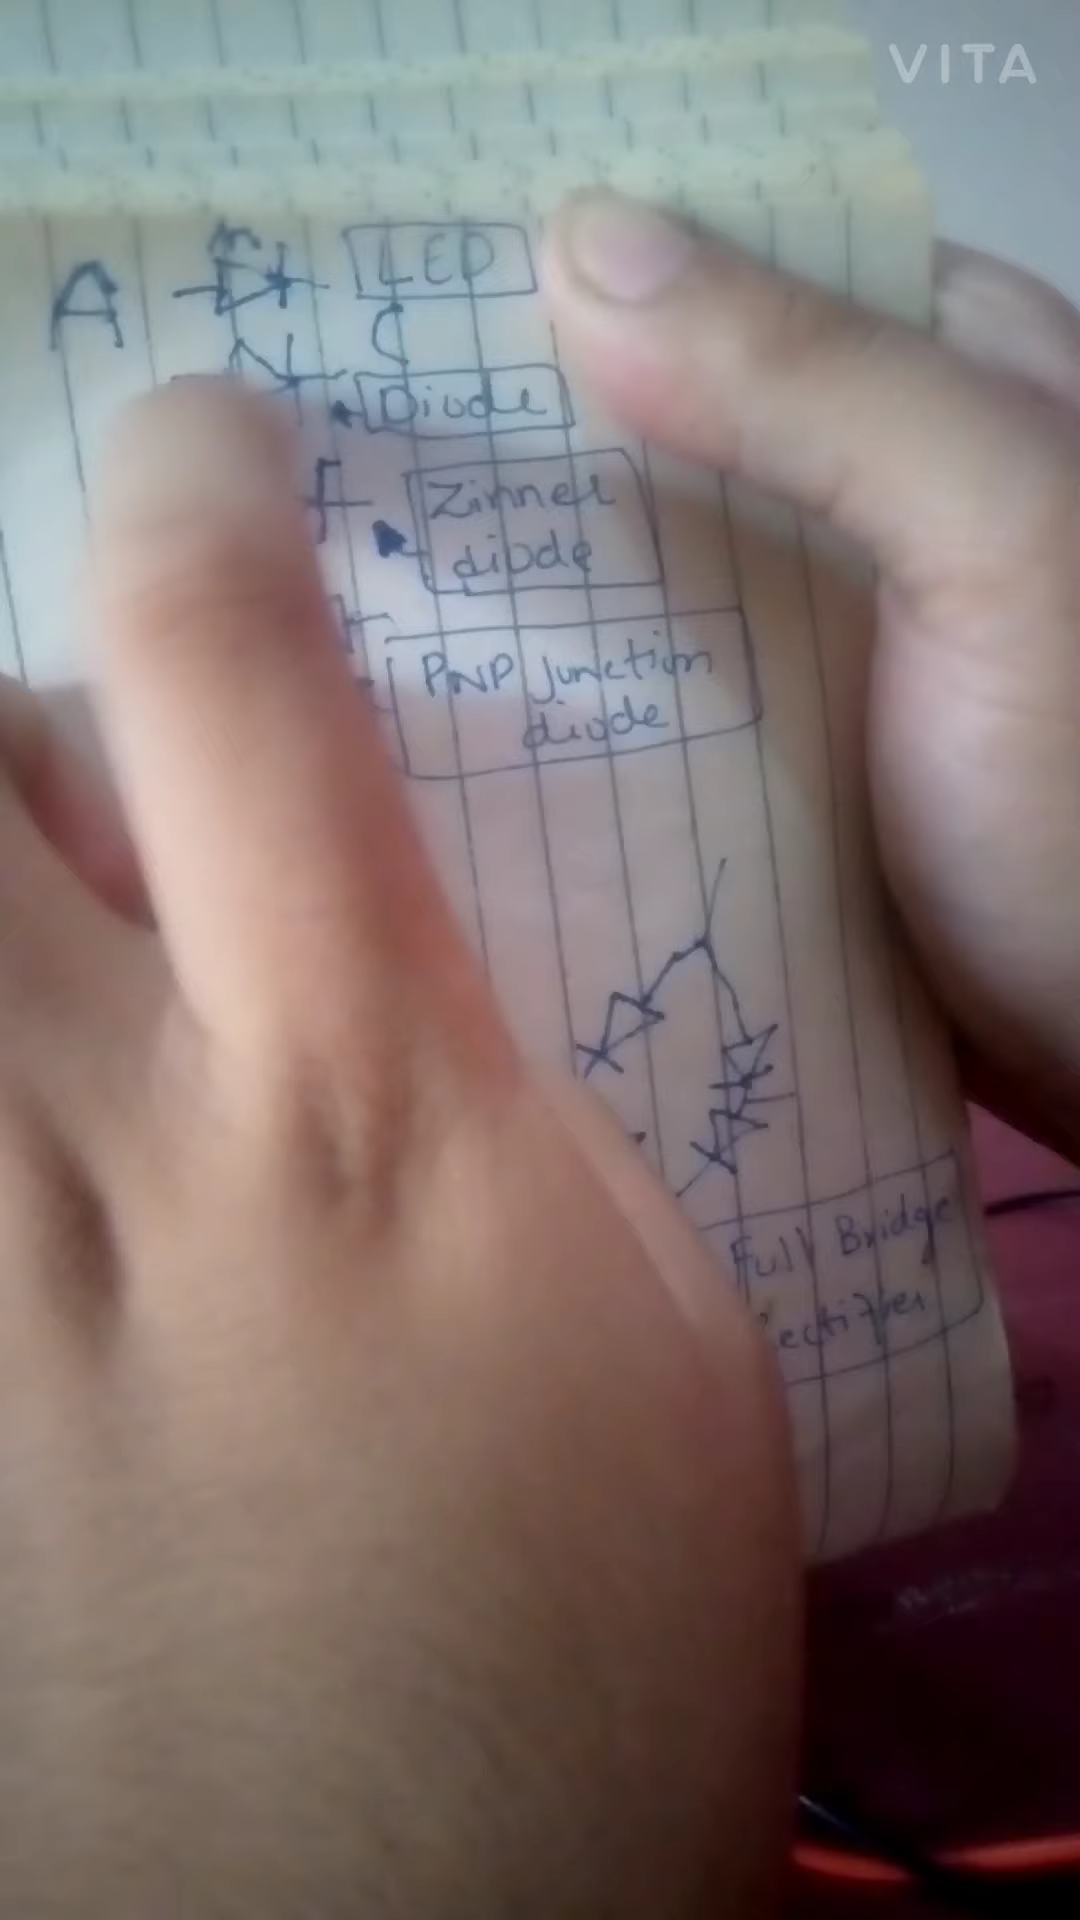 VITA
A
LED
C
Diode
Zinner
diode
PNP junction
diode
Full Bridge
Rectifier